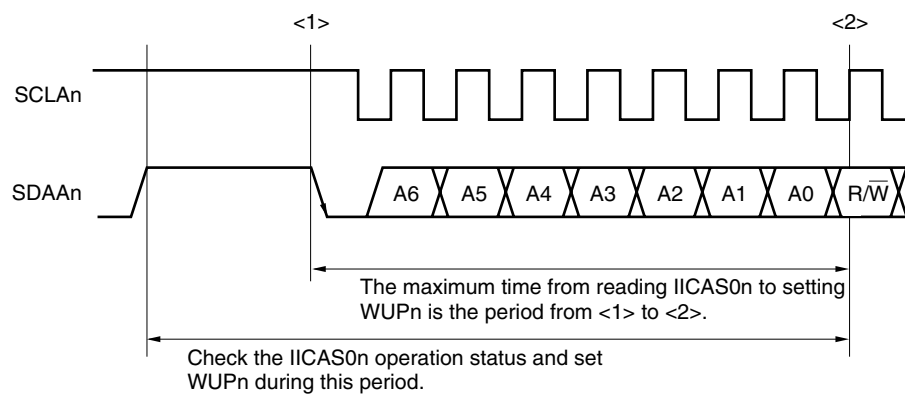 <1> <2>
SCLAn
SDAAn A6 A5 A4 A3 A2 A1 A0 R/W̅
The maximum time from reading IICAS0n to setting
WUPn is the period from <1> to <2>.
Check the IICAS0n operation status and set
WUPn during this period.